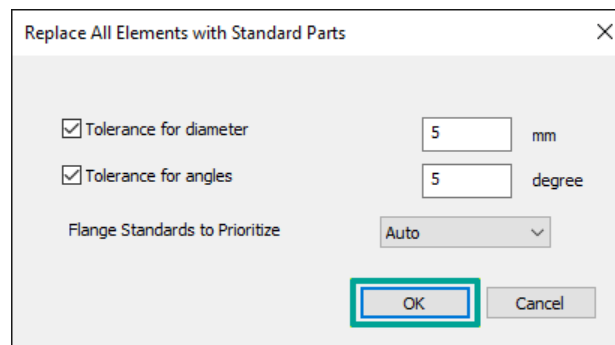 Replace All Elements with Standard Parts
Tolerance for diameter 5 mm
Tolerance for angles 5 degree
Flange Standards to Prioritize Auto
OK Cancel